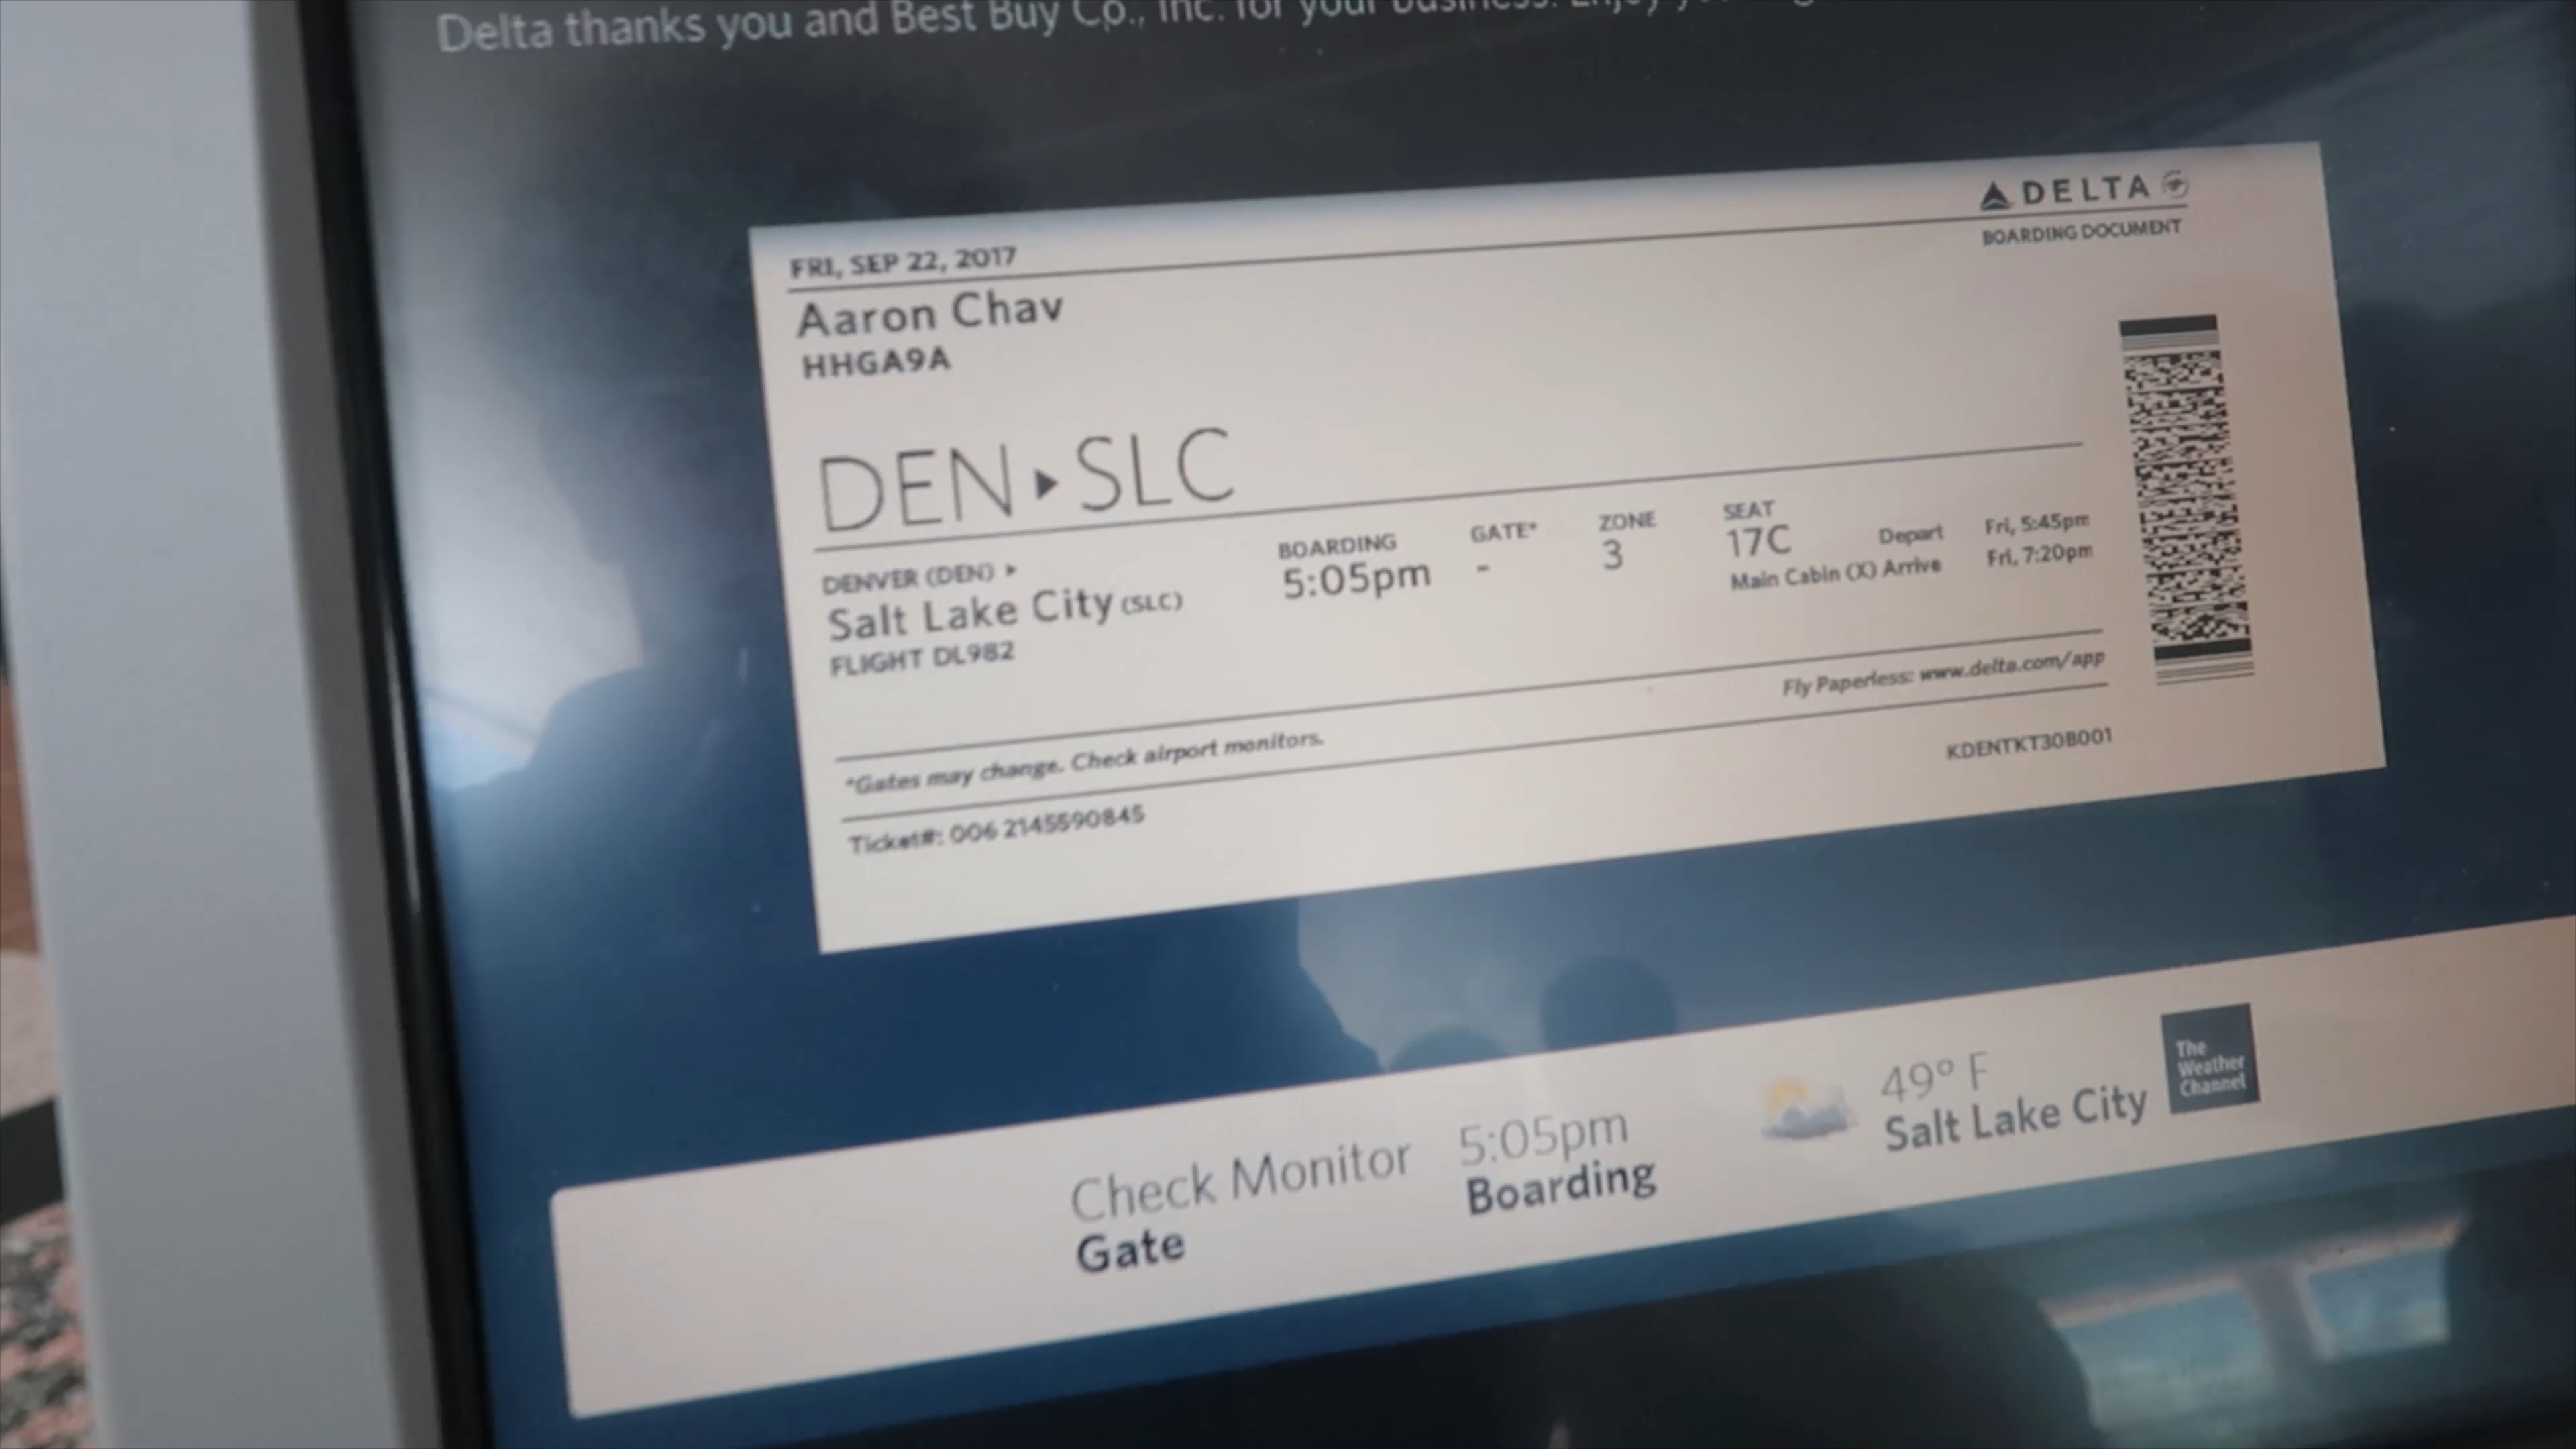 Delta thanks you and Best Buy Co., Inc. for your business. Enjoy
DELTA
FRI, SEP 22, 2017
BOARDING DOCUMENT
Aaron Chav
HHGA9A
DEN ▸ SLC
DENVER (DEN) ▸
Salt Lake City (SLC)
FLIGHT DL982
BOARDING
5:05pm
GATE*
-
ZONE
3
SEAT
17C
Main Cabin (X)
Depart Fri, 5:45pm
Arrive Fri, 7:20pm
Fly Paperless: www.delta.com/app
*Gates may change. Check airport monitors.
KDENTKT30B001
Ticket#: 006 2145590845
Check Monitor
Gate
5:05pm
Boarding
49° F
Salt Lake City
The
Weather
Channel